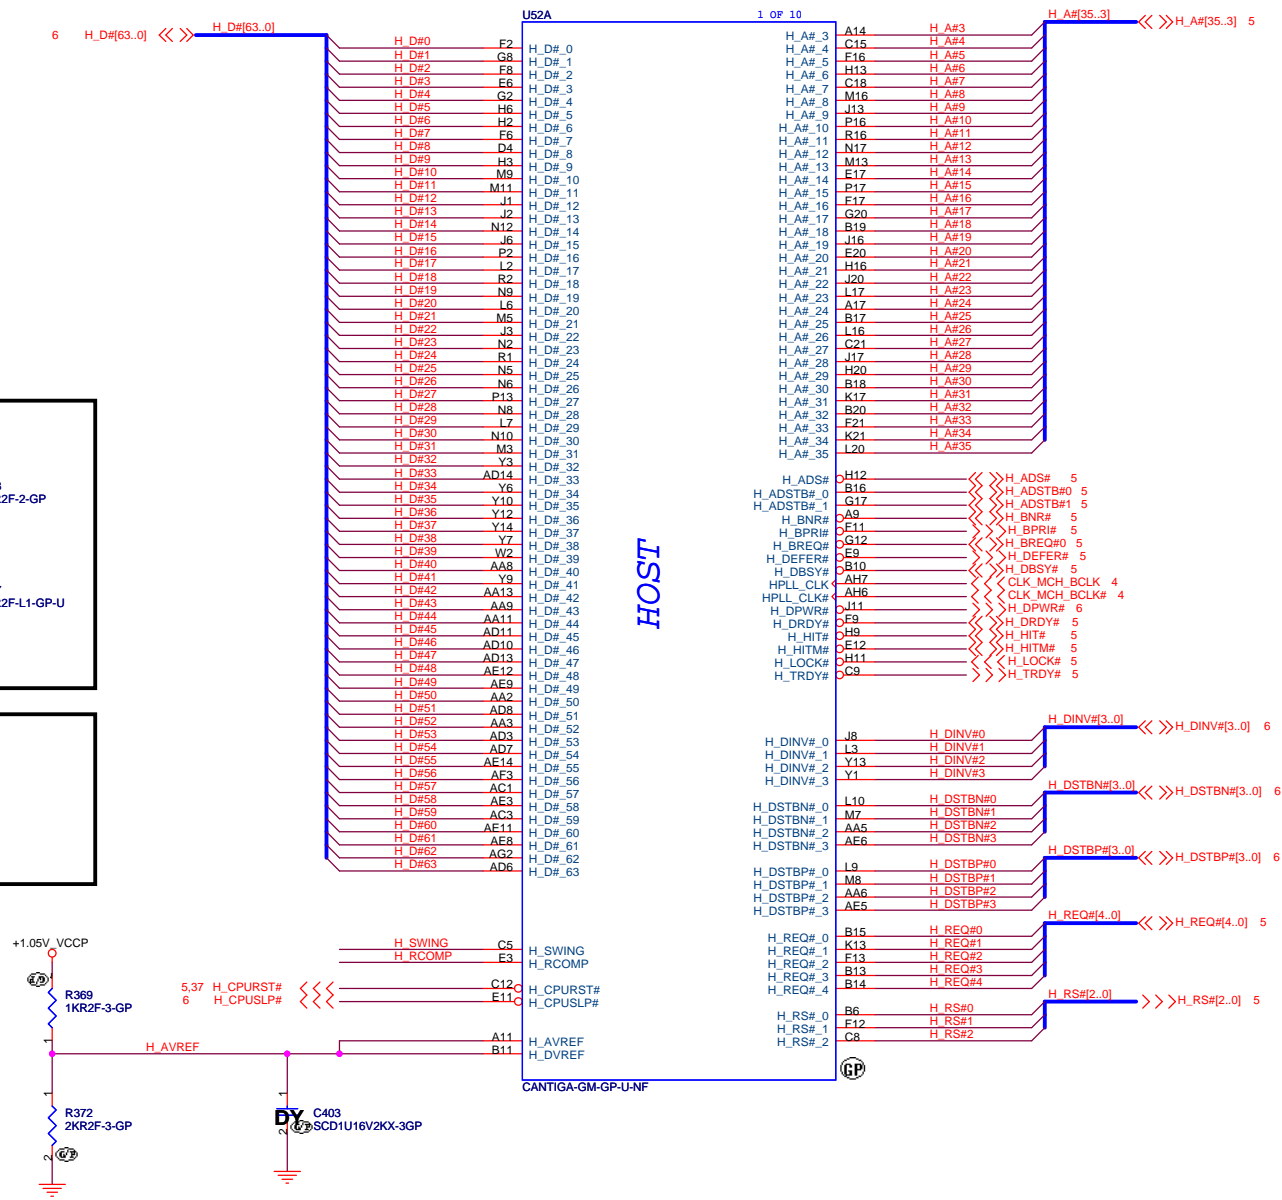 U52A
1 OF 10
6 H_D#[63..0]
H_D#[63..0]
H_A#[35..3]
H_A#[35..3] 5
H_D#0 F2 H_D#_0
H_D#1 G8 H_D#_1
H_D#2 F8 H_D#_2
H_D#3 E6 H_D#_3
H_D#4 G2 H_D#_4
H_D#5 H6 H_D#_5
H_D#6 H2 H_D#_6
H_D#7 F6 H_D#_7
H_D#8 D4 H_D#_8
H_D#9 H3 H_D#_9
H_D#10 M9 H_D#_10
H_D#11 M11 H_D#_11
H_D#12 J1 H_D#_12
H_D#13 J2 H_D#_13
H_D#14 N12 H_D#_14
H_D#15 J6 H_D#_15
H_D#16 P2 H_D#_16
H_D#17 L2 H_D#_17
H_D#18 R2 H_D#_18
H_D#19 N9 H_D#_19
H_D#20 L6 H_D#_20
H_D#21 M5 H_D#_21
H_D#22 J3 H_D#_22
H_D#23 N2 H_D#_23
H_D#24 R1 H_D#_24
H_D#25 N5 H_D#_25
H_D#26 N6 H_D#_26
H_D#27 P13 H_D#_27
H_D#28 N8 H_D#_28
H_D#29 L7 H_D#_29
H_D#30 N10 H_D#_30
H_D#31 M3 H_D#_31
H_D#32 Y3 H_D#_32
H_D#33 AD14 H_D#_33
H_D#34 Y6 H_D#_34
H_D#35 Y10 H_D#_35
H_D#36 Y12 H_D#_36
H_D#37 Y14 H_D#_37
H_D#38 Y7 H_D#_38
H_D#39 W2 H_D#_39
H_D#40 AA8 H_D#_40
H_D#41 Y9 H_D#_41
H_D#42 AA13 H_D#_42
H_D#43 AA9 H_D#_43
H_D#44 AA11 H_D#_44
H_D#45 AD11 H_D#_45
H_D#46 AD10 H_D#_46
H_D#47 AD13 H_D#_47
H_D#48 AE12 H_D#_48
H_D#49 AE9 H_D#_49
H_D#50 AA2 H_D#_50
H_D#51 AD8 H_D#_51
H_D#52 AA3 H_D#_52
H_D#53 AD3 H_D#_53
H_D#54 AD7 H_D#_54
H_D#55 AE14 H_D#_55
H_D#56 AF3 H_D#_56
H_D#57 AC1 H_D#_57
H_D#58 AE3 H_D#_58
H_D#59 AC3 H_D#_59
H_D#60 AE11 H_D#_60
H_D#61 AE8 H_D#_61
H_D#62 AG2 H_D#_62
H_D#63 AD6 H_D#_63
H_SWING C5 H_SWING
H_RCOMP E3 H_RCOMP
5,37 H_CPURST# C12 H_CPURST#
6 H_CPUSLP# E11 H_CPUSLP#
H_AVREF A11 H_AVREF
B11 H_DVREF
HOST
H_A#_3 A14 H_A#3
H_A#_4 C15 H_A#4
H_A#_5 F16 H_A#5
H_A#_6 H13 H_A#6
H_A#_7 C18 H_A#7
H_A#_8 M16 H_A#8
H_A#_9 J13 H_A#9
H_A#_10 P16 H_A#10
H_A#_11 R16 H_A#11
H_A#_12 N17 H_A#12
H_A#_13 M13 H_A#13
H_A#_14 E17 H_A#14
H_A#_15 P17 H_A#15
H_A#_16 F17 H_A#16
H_A#_17 G20 H_A#17
H_A#_18 B19 H_A#18
H_A#_19 J16 H_A#19
H_A#_20 E20 H_A#20
H_A#_21 H16 H_A#21
H_A#_22 J20 H_A#22
H_A#_23 L17 H_A#23
H_A#_24 A17 H_A#24
H_A#_25 B17 H_A#25
H_A#_26 L16 H_A#26
H_A#_27 C21 H_A#27
H_A#_28 J17 H_A#28
H_A#_29 H20 H_A#29
H_A#_30 B18 H_A#30
H_A#_31 K17 H_A#31
H_A#_32 B20 H_A#32
H_A#_33 F21 H_A#33
H_A#_34 K21 H_A#34
H_A#_35 L20 H_A#35
H_ADS# H12 H_ADS# 5
H_ADSTB#_0 B16 H_ADSTB#0 5
H_ADSTB#_1 G17 H_ADSTB#1 5
H_BNR# A9 H_BNR# 5
H_BPRI# F11 H_BPRI# 5
H_BREQ# G12 H_BREQ#0 5
H_DEFER# E9 H_DEFER# 5
H_DBSY# B10 H_DBSY# 5
HPLL_CLK AH7 CLK_MCH_BCLK 4
HPLL_CLK# AH6 CLK_MCH_BCLK# 4
H_DPWR# J11 H_DPWR# 6
H_DRDY# F9 H_DRDY# 5
H_HIT# H9 H_HIT# 5
H_HITM# E12 H_HITM# 5
H_LOCK# H11 H_LOCK# 5
H_TRDY# C9 H_TRDY# 5
H_DINV#[3..0] H_DINV#[3..0] 6
H_DINV#_0 J8 H_DINV#0
H_DINV#_1 L3 H_DINV#1
H_DINV#_2 Y13 H_DINV#2
H_DINV#_3 Y1 H_DINV#3
H_DSTBN#[3..0] H_DSTBN#[3..0] 6
H_DSTBN#_0 L10 H_DSTBN#0
H_DSTBN#_1 M7 H_DSTBN#1
H_DSTBN#_2 AA5 H_DSTBN#2
H_DSTBN#_3 AE6 H_DSTBN#3
H_DSTBP#[3..0] H_DSTBP#[3..0] 6
H_DSTBP#_0 L9 H_DSTBP#0
H_DSTBP#_1 M8 H_DSTBP#1
H_DSTBP#_2 AA6 H_DSTBP#2
H_DSTBP#_3 AE5 H_DSTBP#3
H_REQ#[4..0] H_REQ#[4..0] 5
H_REQ#_0 B15 H_REQ#0
H_REQ#_1 K13 H_REQ#1
H_REQ#_2 F13 H_REQ#2
H_REQ#_3 B13 H_REQ#3
H_REQ#_4 B14 H_REQ#4
H_RS#[2..0] H_RS#[2..0] 5
H_RS#_0 B6 H_RS#0
H_RS#_1 F12 H_RS#1
H_RS#_2 C8 H_RS#2
GP
CANTIGA-GM-GP-U-NF
2F-2-GP
2F-L1-GP-U
+1.05V_VCCP
R369
1KR2F-3-GP
1
1
R372
2KR2F-3-GP
2
1
DY
C403
SCD1U16V2KX-3GP
2